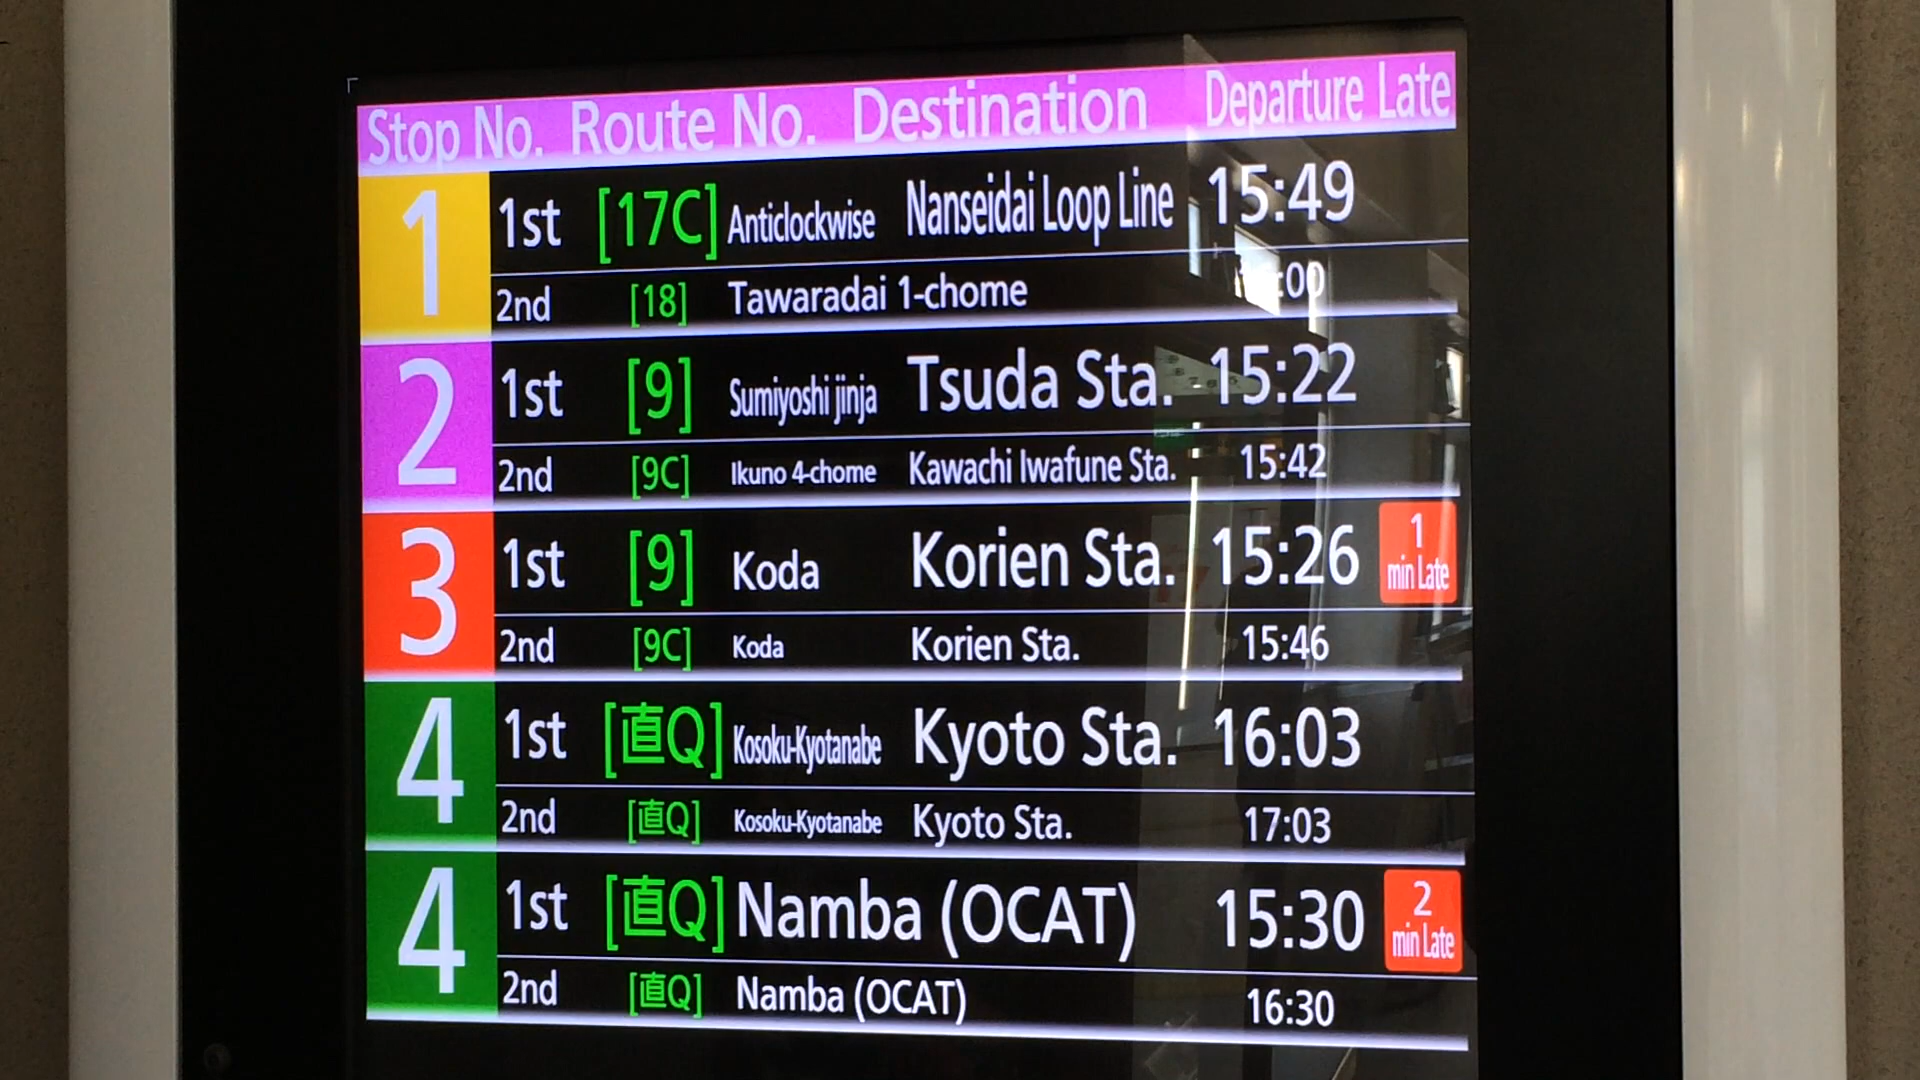 Stop No. Route No. Destination Departure Late
1 1st [17C] Anticlockwise Nanseidai Loop Line 15:49
2nd [18] Tawaradai 1-chome :00
2 1st [9] Sumiyoshi jinja Tsuda Sta. 15:22
2nd [9C] Ikuno 4-chome Kawachi Iwafune Sta. 15:42
3 1st [9] Koda Korien Sta. 15:26 1 min Late
2nd [9C] Koda Korien Sta. 15:46
4 1st [直Q] Kosoku-Kyotanabe Kyoto Sta. 16:03
2nd [直Q] Kosoku-Kyotanabe Kyoto Sta. 17:03
4 1st [直Q] Namba (OCAT) 15:30 2 min Late
2nd [直Q] Namba (OCAT) 16:30